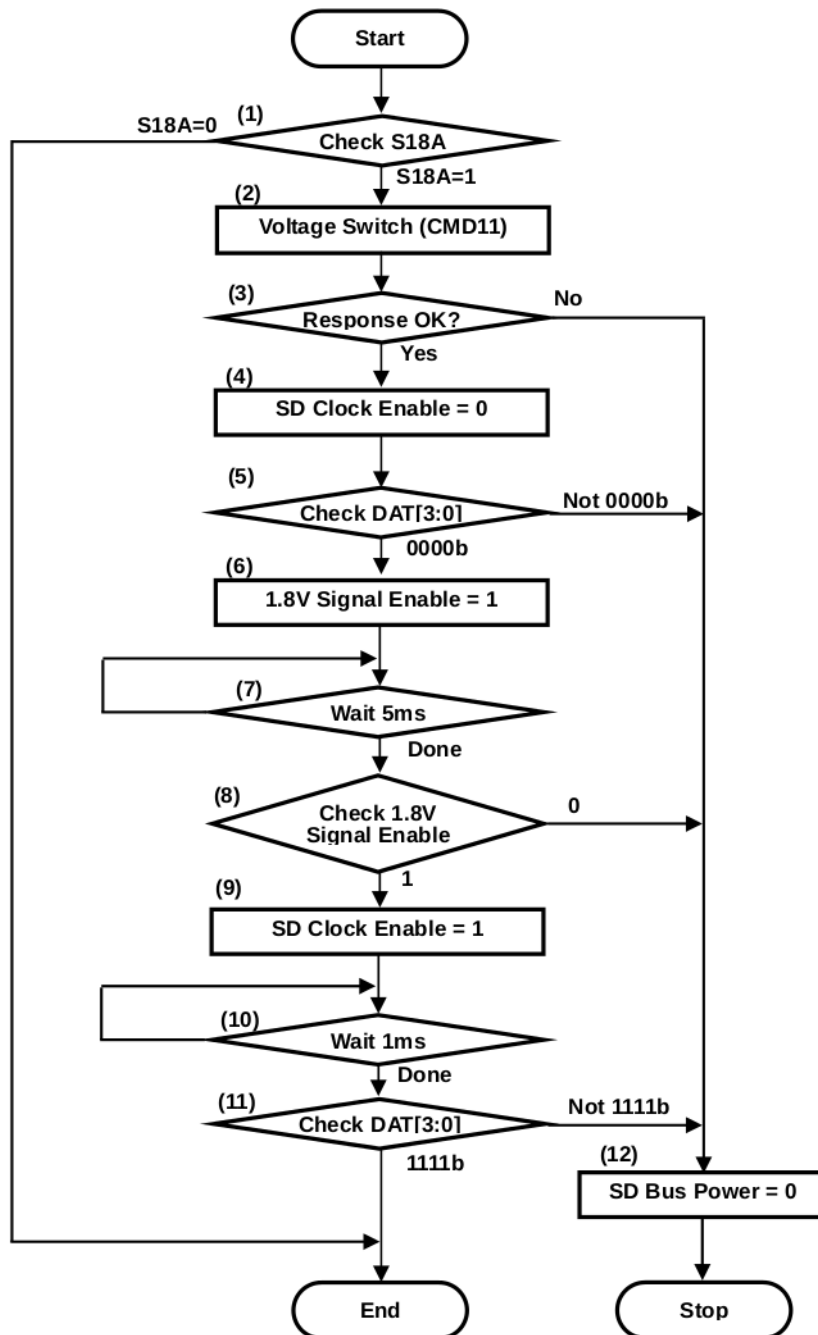 Start
(1)
S18A=0
Check S18A
S18A=1
(2)
Voltage Switch (CMD11)
(3)
No
Response OK?
Yes
(4)
SD Clock Enable = 0
(5)
Not 0000b
Check DAT[3:0]
0000b
(6)
1.8V Signal Enable = 1
(7)
Wait 5ms
Done
(8)
0
Check 1.8V
Signal Enable
1
(9)
SD Clock Enable = 1
(10)
Wait 1ms
Done
(11)
Not 1111b
Check DAT[3:0]
1111b
(12)
SD Bus Power = 0
End
Stop